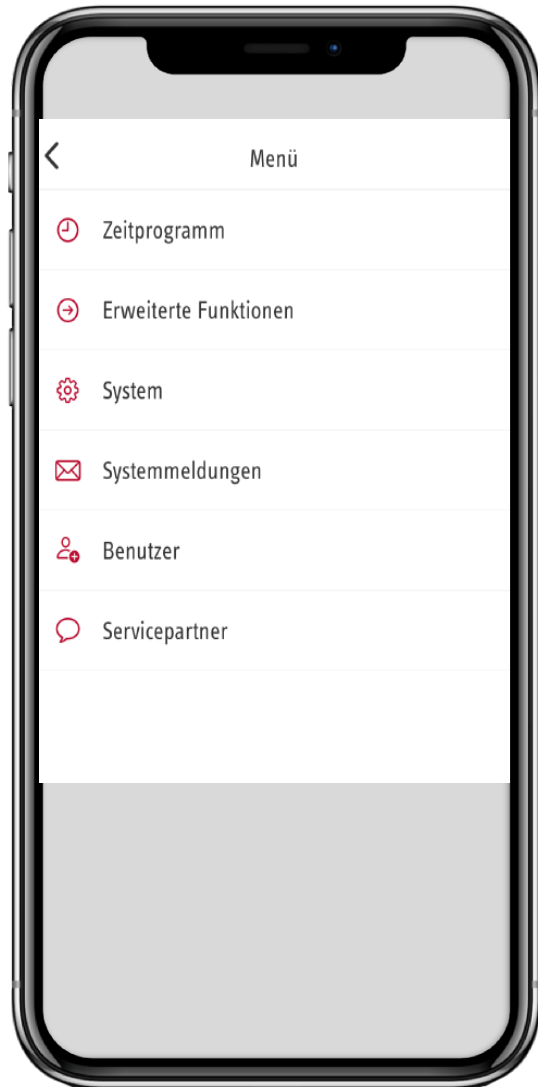 Menü
Zeitprogramm
Erweiterte Funktionen
System
Systemmeldungen
Benutzer
Servicepartner